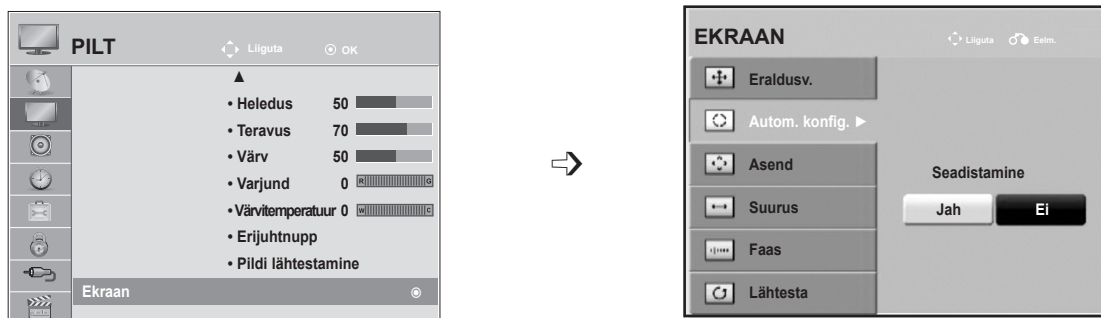 PILT Liiguta OK
• Heledus 50
• Teravus 70
• Värv 50
• Varjund 0 R G
• Värvitemperatuur 0 W C
• Erijuhtnupp
• Pildi lähtestamine
Ekraan
EKRAAN Liiguta Eelm.
Eraldusv.
Autom. konfig.
Asend
Suurus
Faas
Lähtesta
Seadistamine
Jah Ei